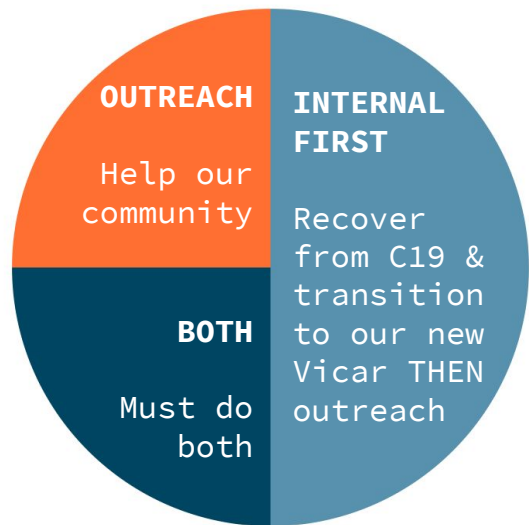 OUTREACH
Help our
community
INTERNAL
FIRST
Recover
from C19 &
transition
to our new
Vicar THEN
outreach
BOTH
Must do
both